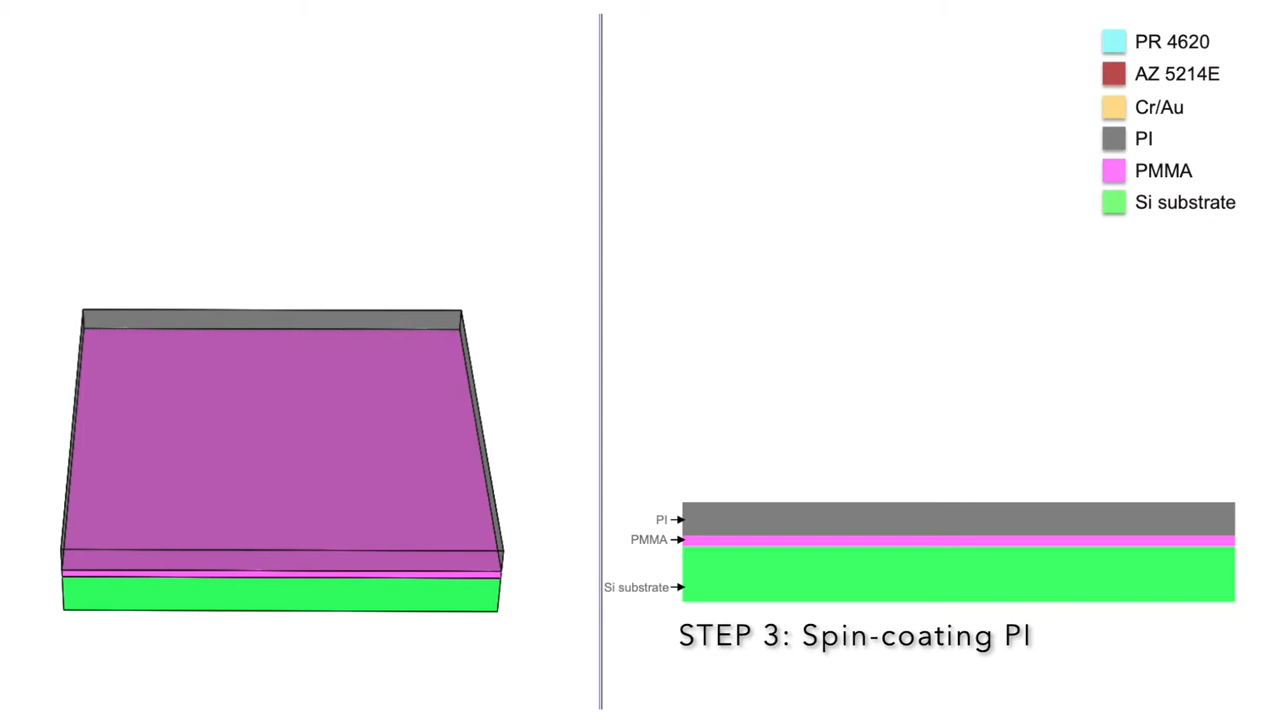 PR 4620
AZ 5214E
Cr/Au
PI
PMMA
Si substrate
PI
PMMA
Si substrate
STEP 3: Spin-coating PI